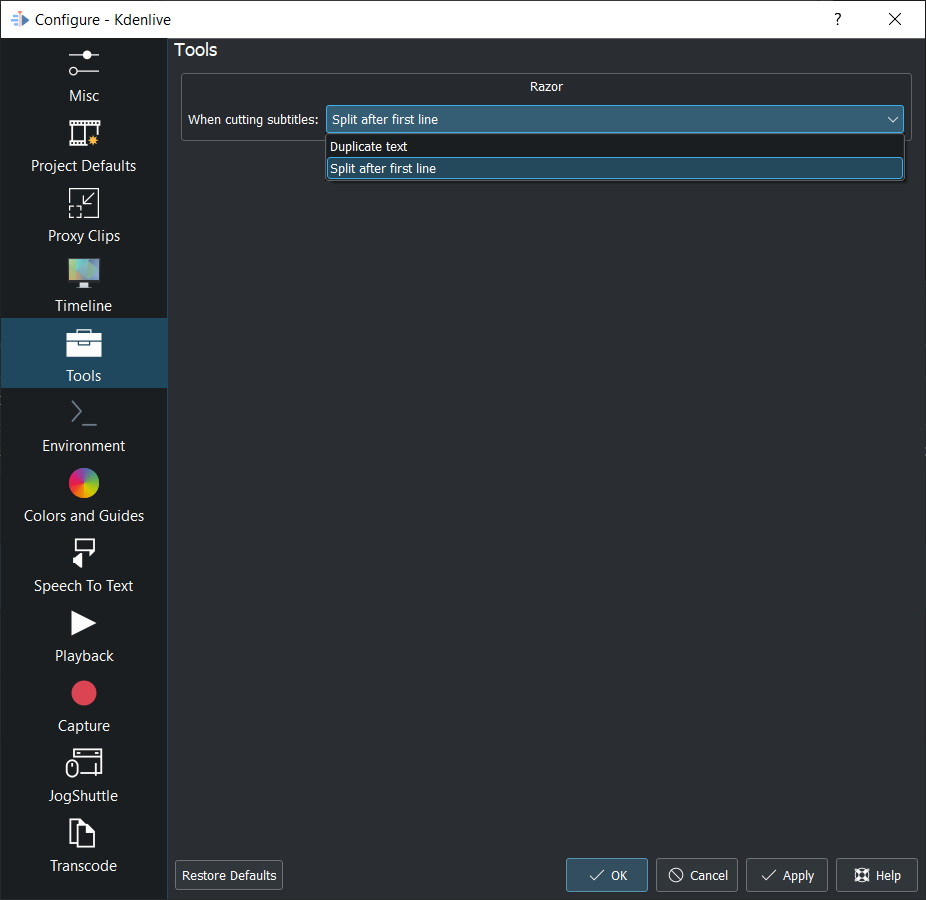 Configure - Kdenlive
?
Misc
Project Defaults
Proxy Clips
Timeline
Tools
Environment
Colors and Guides
Speech To Text
Playback
Capture
JogShuttle
Transcode
Tools
Razor
When cutting subtitles: Split after first line
Duplicate text
Split after first line
Restore Defaults
OK
Cancel
Apply
Help